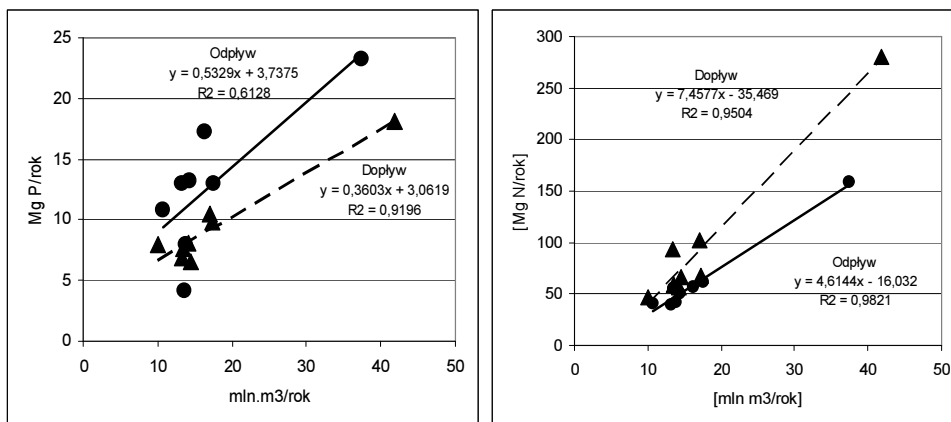 25
20
15
10
5
0
Mg P/rok
Odpływ
y = 0,5329x + 3,7375
R2 = 0,6128
Dopływ
y = 0,3603x + 3,0619
R2 = 0,9196
0 10 20 30 40 50
mln.m3/rok
300
250
200
150
100
50
0
[Mg N/rok]
Dopływ
y = 7,4577x - 35,469
R2 = 0,9504
Odpływ
y = 4,6144x - 16,032
R2 = 0,9821
0 10 20 30 40 50
[mln m3/rok]